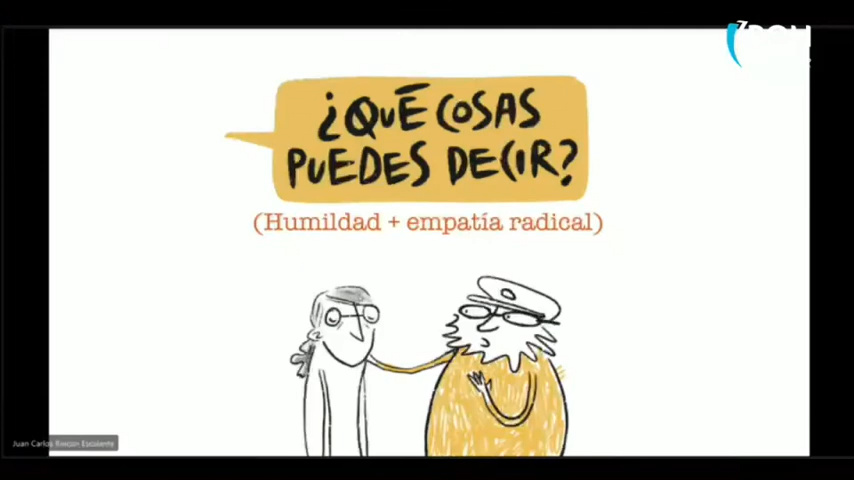 ¿QUÉ COSAS
PUEDES DECIR?
(Humildad + empatía radical)
Juan Carlos Rincón Escalante